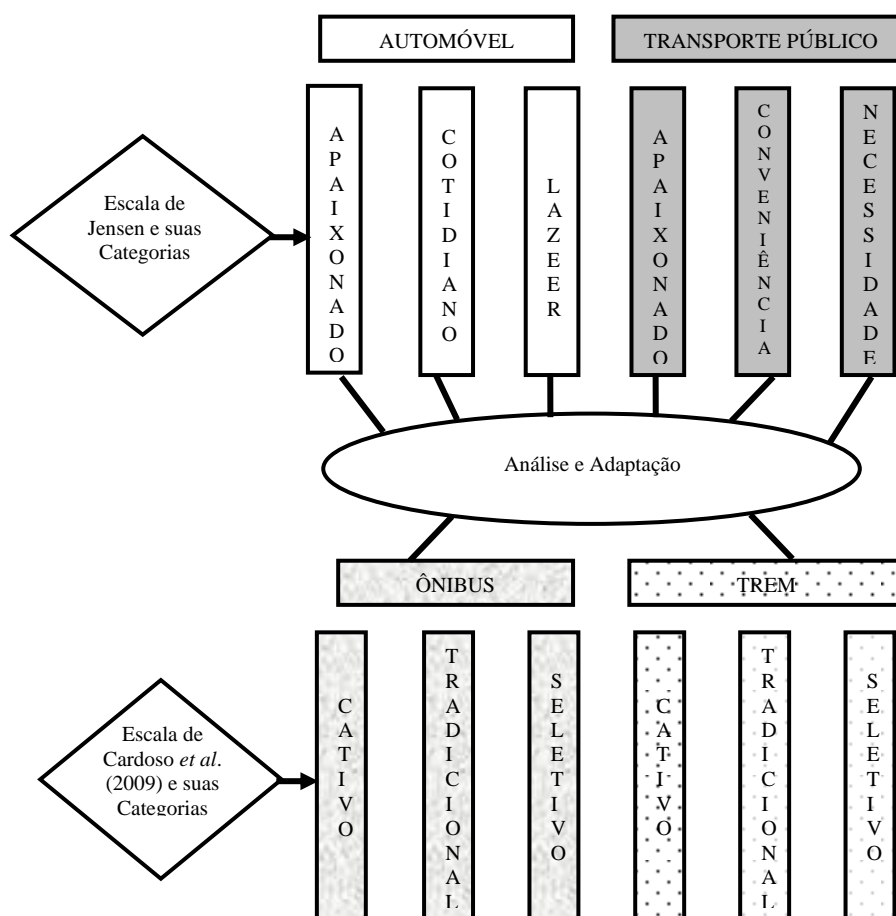 AUTOMÓVEL
TRANSPORTE PÚBLICO
Escala de
Jensen e suas
Categorias
APAIXONADO
COTIDIANO
LAZEER
APAIXONADO
CONVENIÊNCIA
NECESSIDADE
Análise e Adaptação
ÔNIBUS
TREM
Escala de
Cardoso et al.
(2009) e suas
Categorias
CATIVO
TRADICIONAL
SELETIVO
CATIVO
TRADICIONAL
SELETIVO